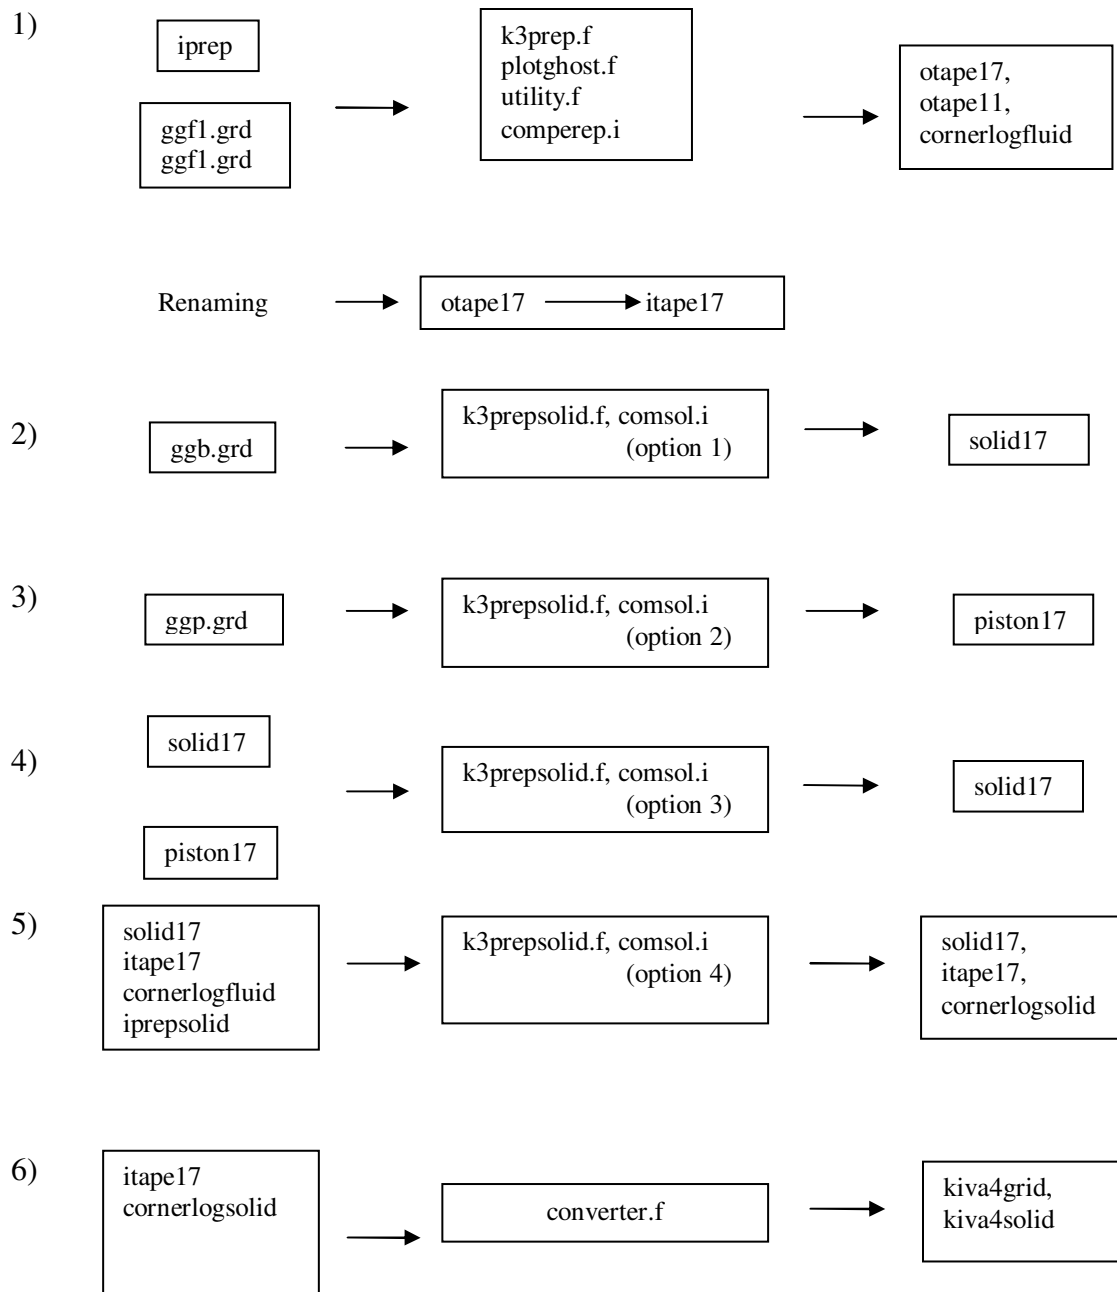 1)
iprep
ggf1.grd
ggf1.grd
k3prep.f
plotghost.f
utility.f
comperep.i
otape17,
otape11,
cornerlogfluid
Renaming
otape17 itape17
2)
ggb.grd
k3prepsolid.f, comsol.i
(option 1)
solid17
3)
ggp.grd
k3prepsolid.f, comsol.i
(option 2)
piston17
4)
solid17
piston17
k3prepsolid.f, comsol.i
(option 3)
solid17
5)
solid17
itape17
cornerlogfluid
iprepsolid
k3prepsolid.f, comsol.i
(option 4)
solid17,
itape17,
cornerlogsolid
6)
itape17
cornerlogsolid
converter.f
kiva4grid,
kiva4solid